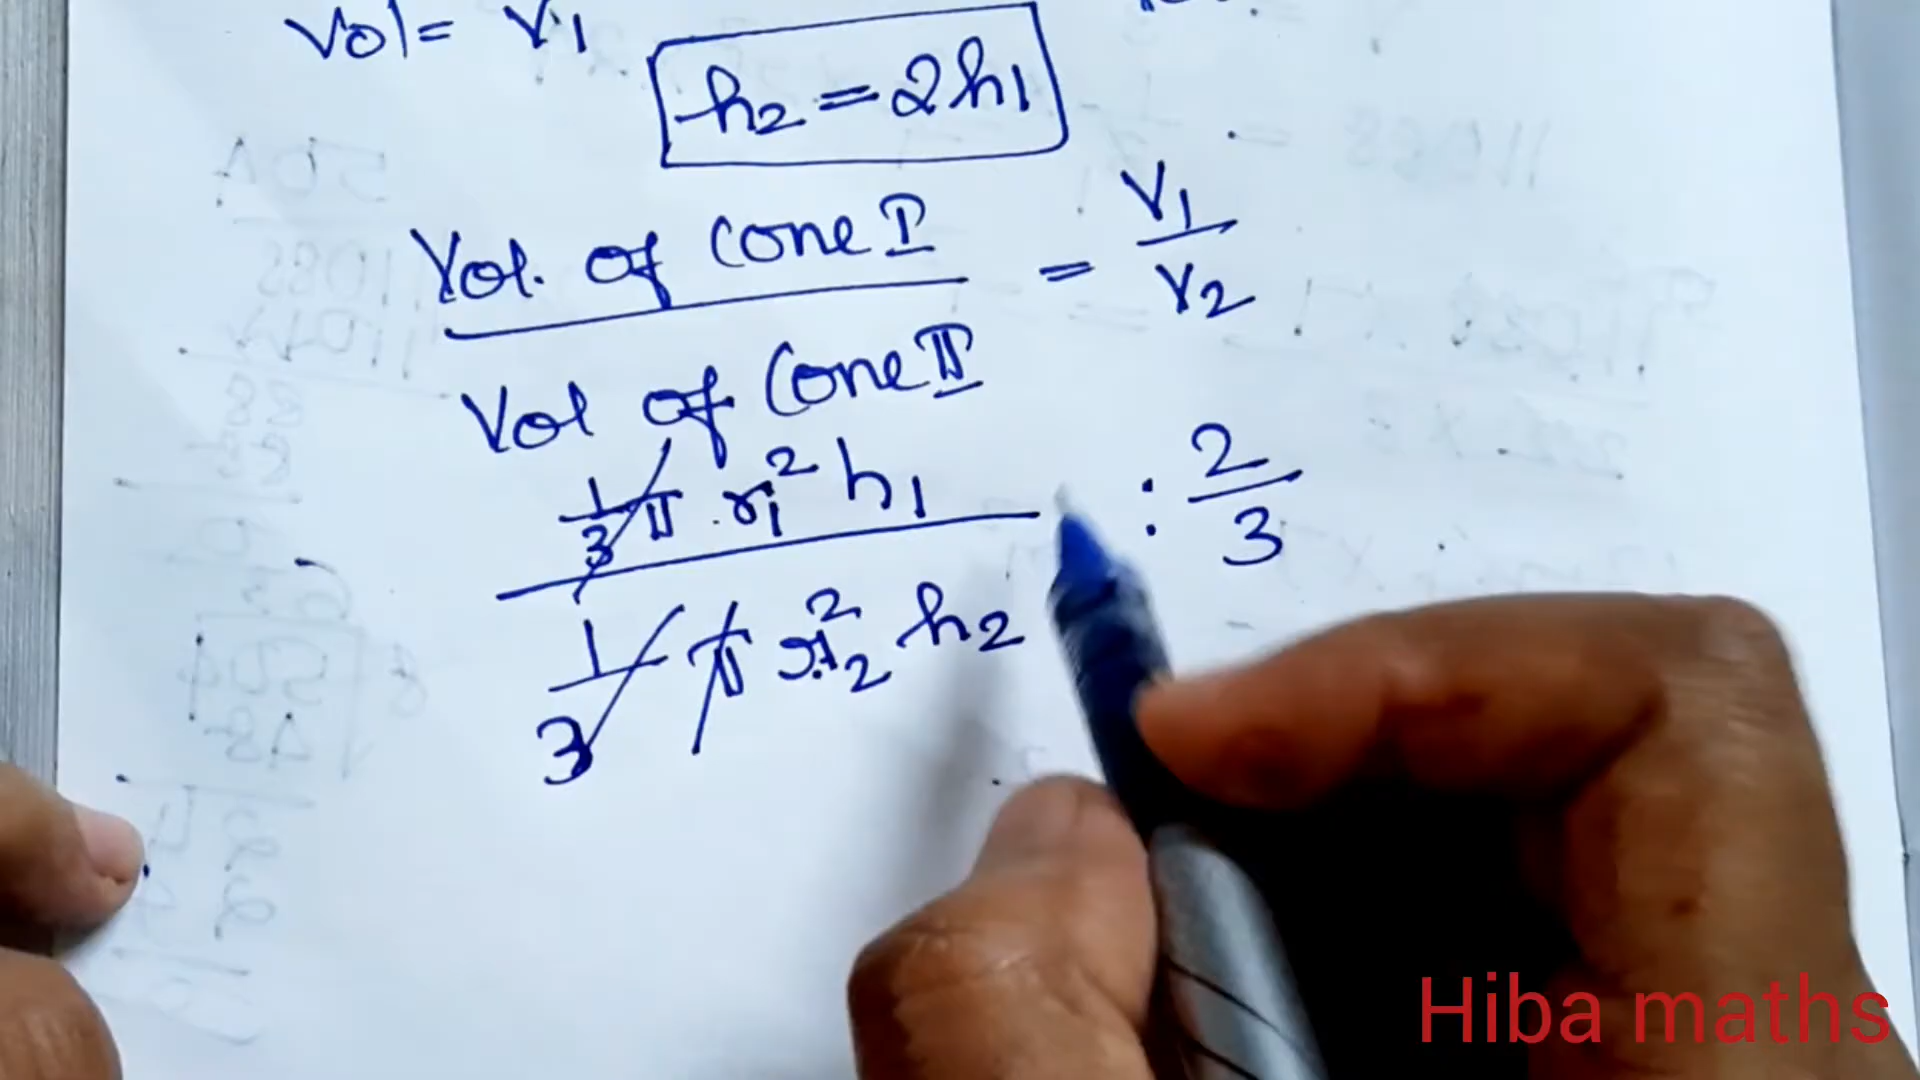 Vol = V1
h2 = 2h1
Vol. of cone I = V1
V2
Vol of Cone II
1/3 π r1² h1 : 2/3
1/3 π r2² h2
Hiba maths